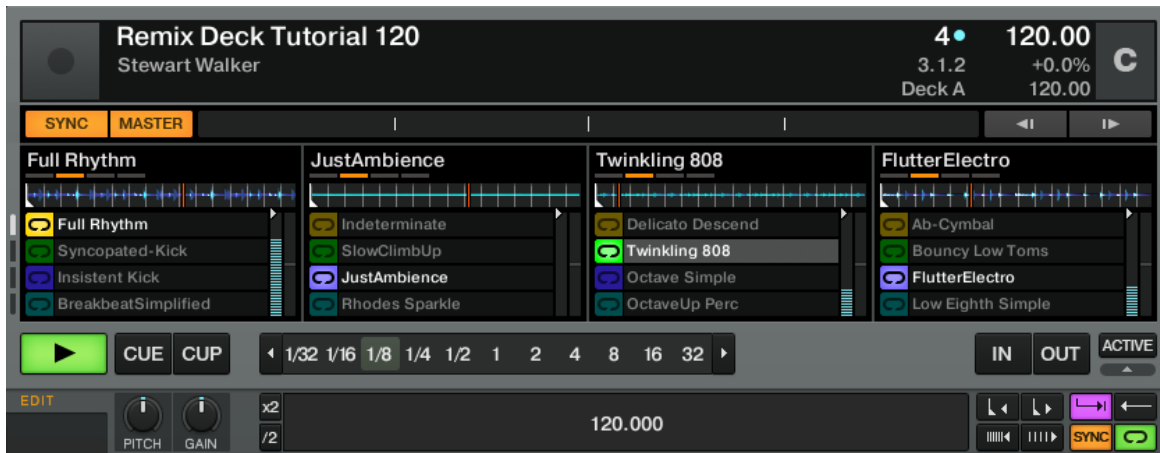 Remix Deck Tutorial 120
4
120.00
Stewart Walker
3.1.2
+0.0%
C
Deck A
120.00
SYNC MASTER
Full Rhythm
JustAmbience
Twinkling 808
FlutterElectro
Full Rhythm
Indeterminate
Delicato Descend
Ab-Cymbal
Syncopated-Kick
SlowClimbUp
Twinkling 808
Bouncy Low Toms
Insistent Kick
JustAmbience
Octave Simple
FlutterElectro
BreakbeatSimplified
Rhodes Sparkle
OctaveUp Perc
Low Eighth Simple
CUE CUP
1/32 1/16 1/8 1/4 1/2 1 2 4 8 16 32
IN OUT
ACTIVE
EDIT
PITCH GAIN
x2
/2
120.000
SYNC